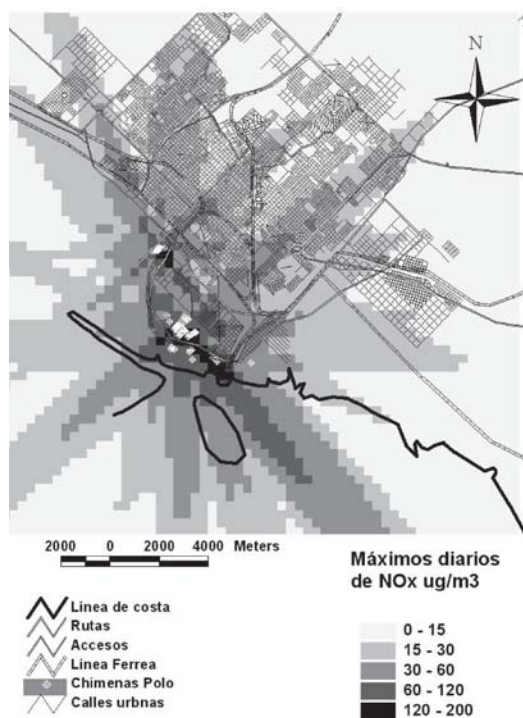 N
2000 0 2000 4000 Meters
Linea de costa
Rutas
Accesos
Linea Ferrea
Chimenas Polo
Calles urbnas
Máximos diarios
de NOx ug/m3
0 - 15
15 - 30
30 - 60
60 - 120
120 - 200